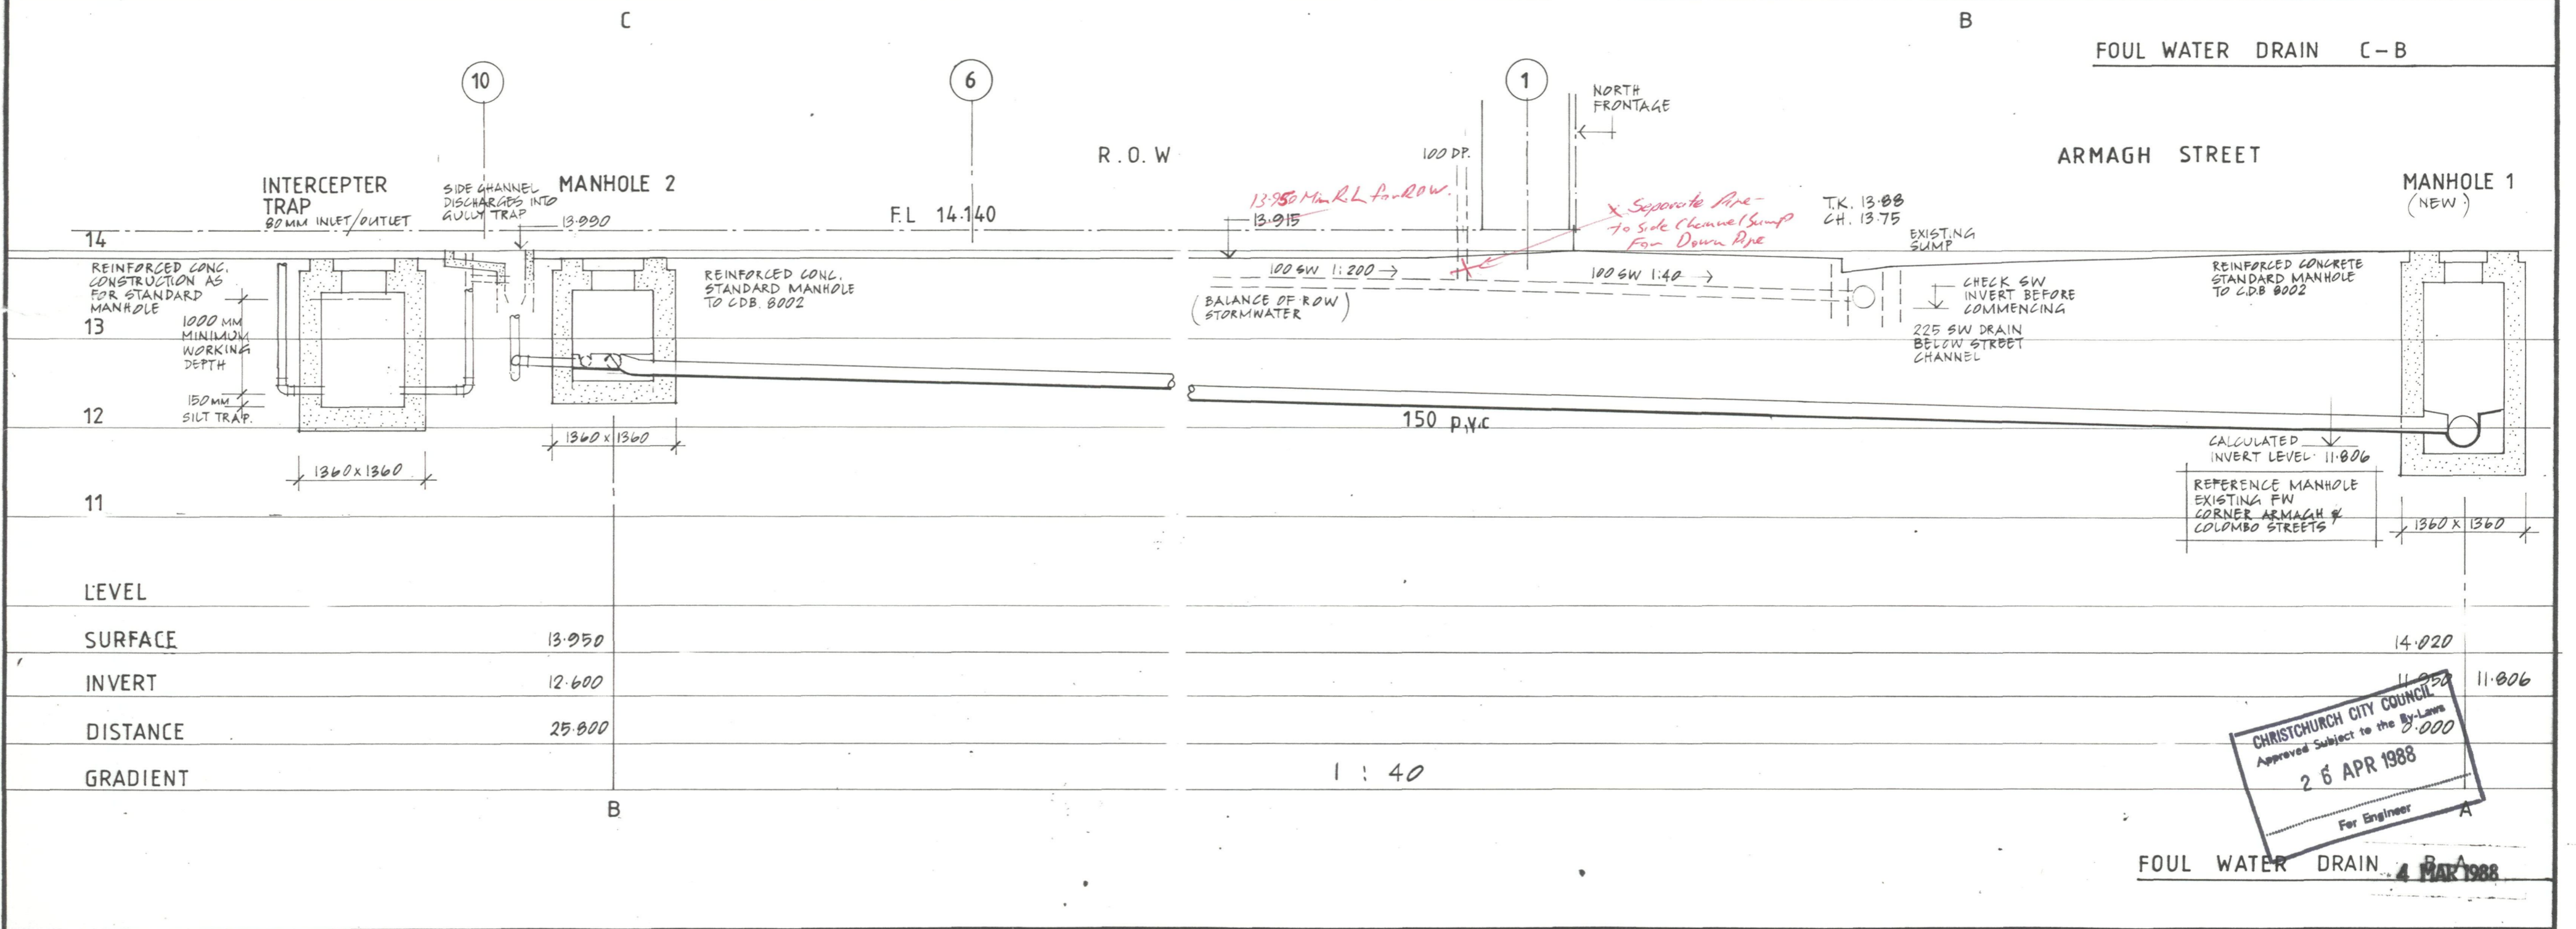 C
B
FOUL WATER DRAIN C-B
10
6
1
NORTH
FRONTAGE
R.O.W
100 DP.
ARMAGH STREET
INTERCEPTER
TRAP
80MM INLET/OUTLET
SIDE CHANNEL
DISCHARGES INTO
GULLY TRAP
MANHOLE 2
13.990
F.L 14.140
13.950 Min R.L for ROW.
13.915
x Seperate Pipe-
to Side Channel Sump
For Down Pipe
T.K. 13.88
CH. 13.75
EXISTING
SUMP
MANHOLE 1
(NEW)
14
REINFORCED CONC.
CONSTRUCTION AS
FOR STANDARD
MANHOLE
REINFORCED CONC.
STANDARD MANHOLE
TO C.D.B. 8002
100 SW 1:200 →
100 SW 1:40 →
(BALANCE OF ROW)
(STORMWATER)
CHECK SW
INVERT BEFORE
COMMENCING
225 SW DRAIN
BELOW STREET
CHANNEL
REINFORCED CONCRETE
STANDARD MANHOLE
TO C.D.B 8002
13
1000 MM
MINIMUM
WORKING
DEPTH
150MM
SILT TRAP.
12
1360 x 1360
1360 x 1360
150 p.v.c
CALCULATED
INVERT LEVEL 11.806
REFERENCE MANHOLE
EXISTING FW
CORNER ARMAGH &
COLOMBO STREETS
1360 x 1360
11
LEVEL
SURFACE 13.950 14.020
INVERT 12.600 11.950 11.806
DISTANCE 25.800 0.000
GRADIENT 1 : 40
B
A
CHRISTCHURCH CITY COUNCIL
Approved Subject to the By-Laws
26 APR 1988
For Engineer
FOUL WATER DRAIN B-A
4 MAR 1988